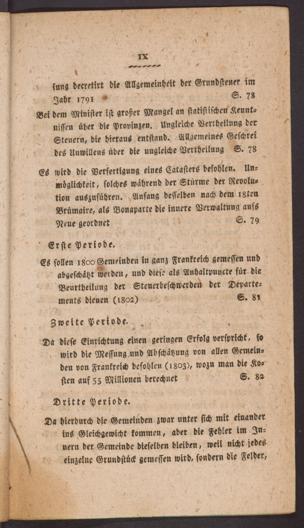 IX
sung decretirt die Allgemeinheit der Grundsteuer im
Jahr 1791 S. 78
Bei dem Minister ist großer Mangel an statistischen Kennt-
nissen über die Provinzen. Ungleiche Vertheilung der
Steuern, die hieraus entstand. Allgemeines Geschrei
des Unwillens über die ungleiche Vertheilung S. 78
Es wird die Verfertigung eines Catasters befohlen. Un-
möglichkeit, solches während der Stürme der Revolu-
tion auszuführen. Anfang desselben nach dem 18ten
Brümaire, als Bonaparte die innere Verwaltung aufs
Neue geordnet S. 79
Erste Periode.
Es sollen 1800 Gemeinden in ganz Frankreich gemessen und
abgeschätzt werden, und diese als Anhaltpuncte für die
Beurtheilung der Steuerbeschwerden der Departe-
ments dienen (1802) S. 81
Zweite Periode.
Da diese Einrichtung einen geringen Erfolg verspricht, so
wird die Messung und Abschätzung von allen Gemein-
den von Frankreich befohlen (1803), wozu man die Ko-
sten auf 55 Millionen berechnet S. 82
Dritte Periode.
Da hierdurch die Gemeinden zwar unter sich mit einander
ins Gleichgewicht kommen, aber die Fehler im In-
nern der Gemeinde dieselben bleiben, weil nicht jedes
einzelne Grundstück gemessen wird, sondern die Felder,